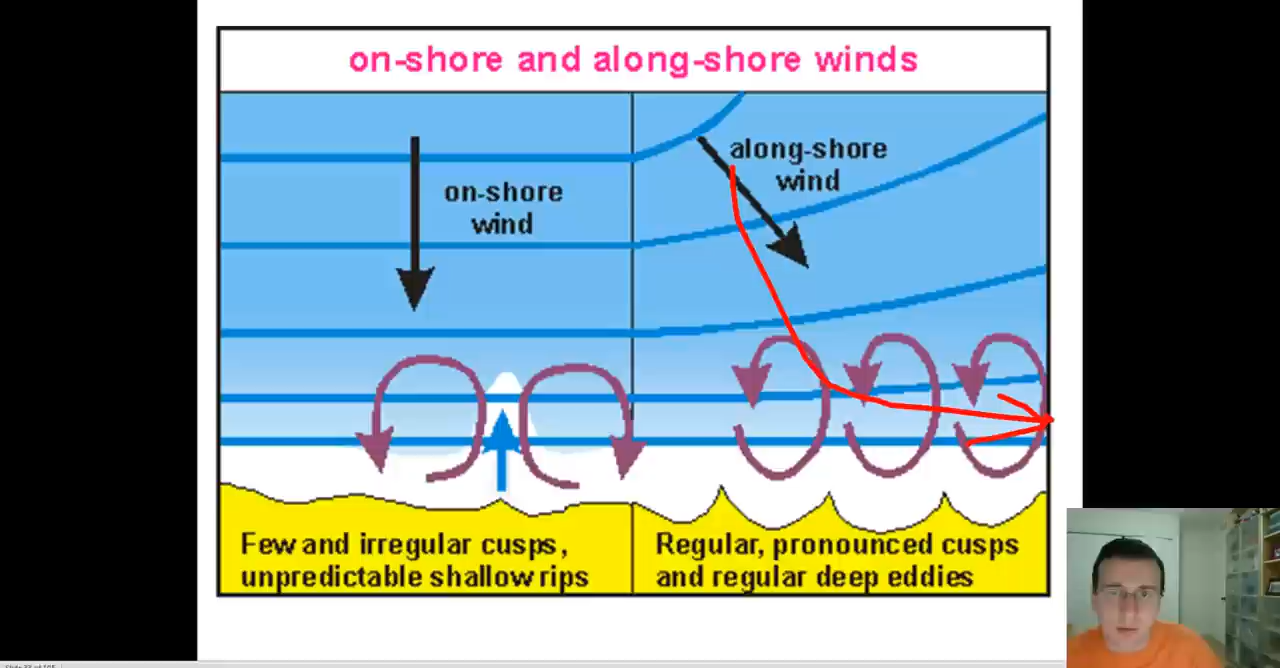 on-shore and along-shore winds
on-shore
wind
along-shore
wind
Few and irregular cusps,
unpredictable shallow rips
Regular, pronounced cusps
and regular deep eddies